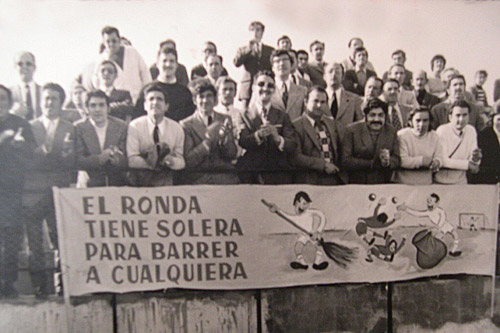 EL RONDA
TIENE SOLERA
PARA BARRER
A CUALQUIERA